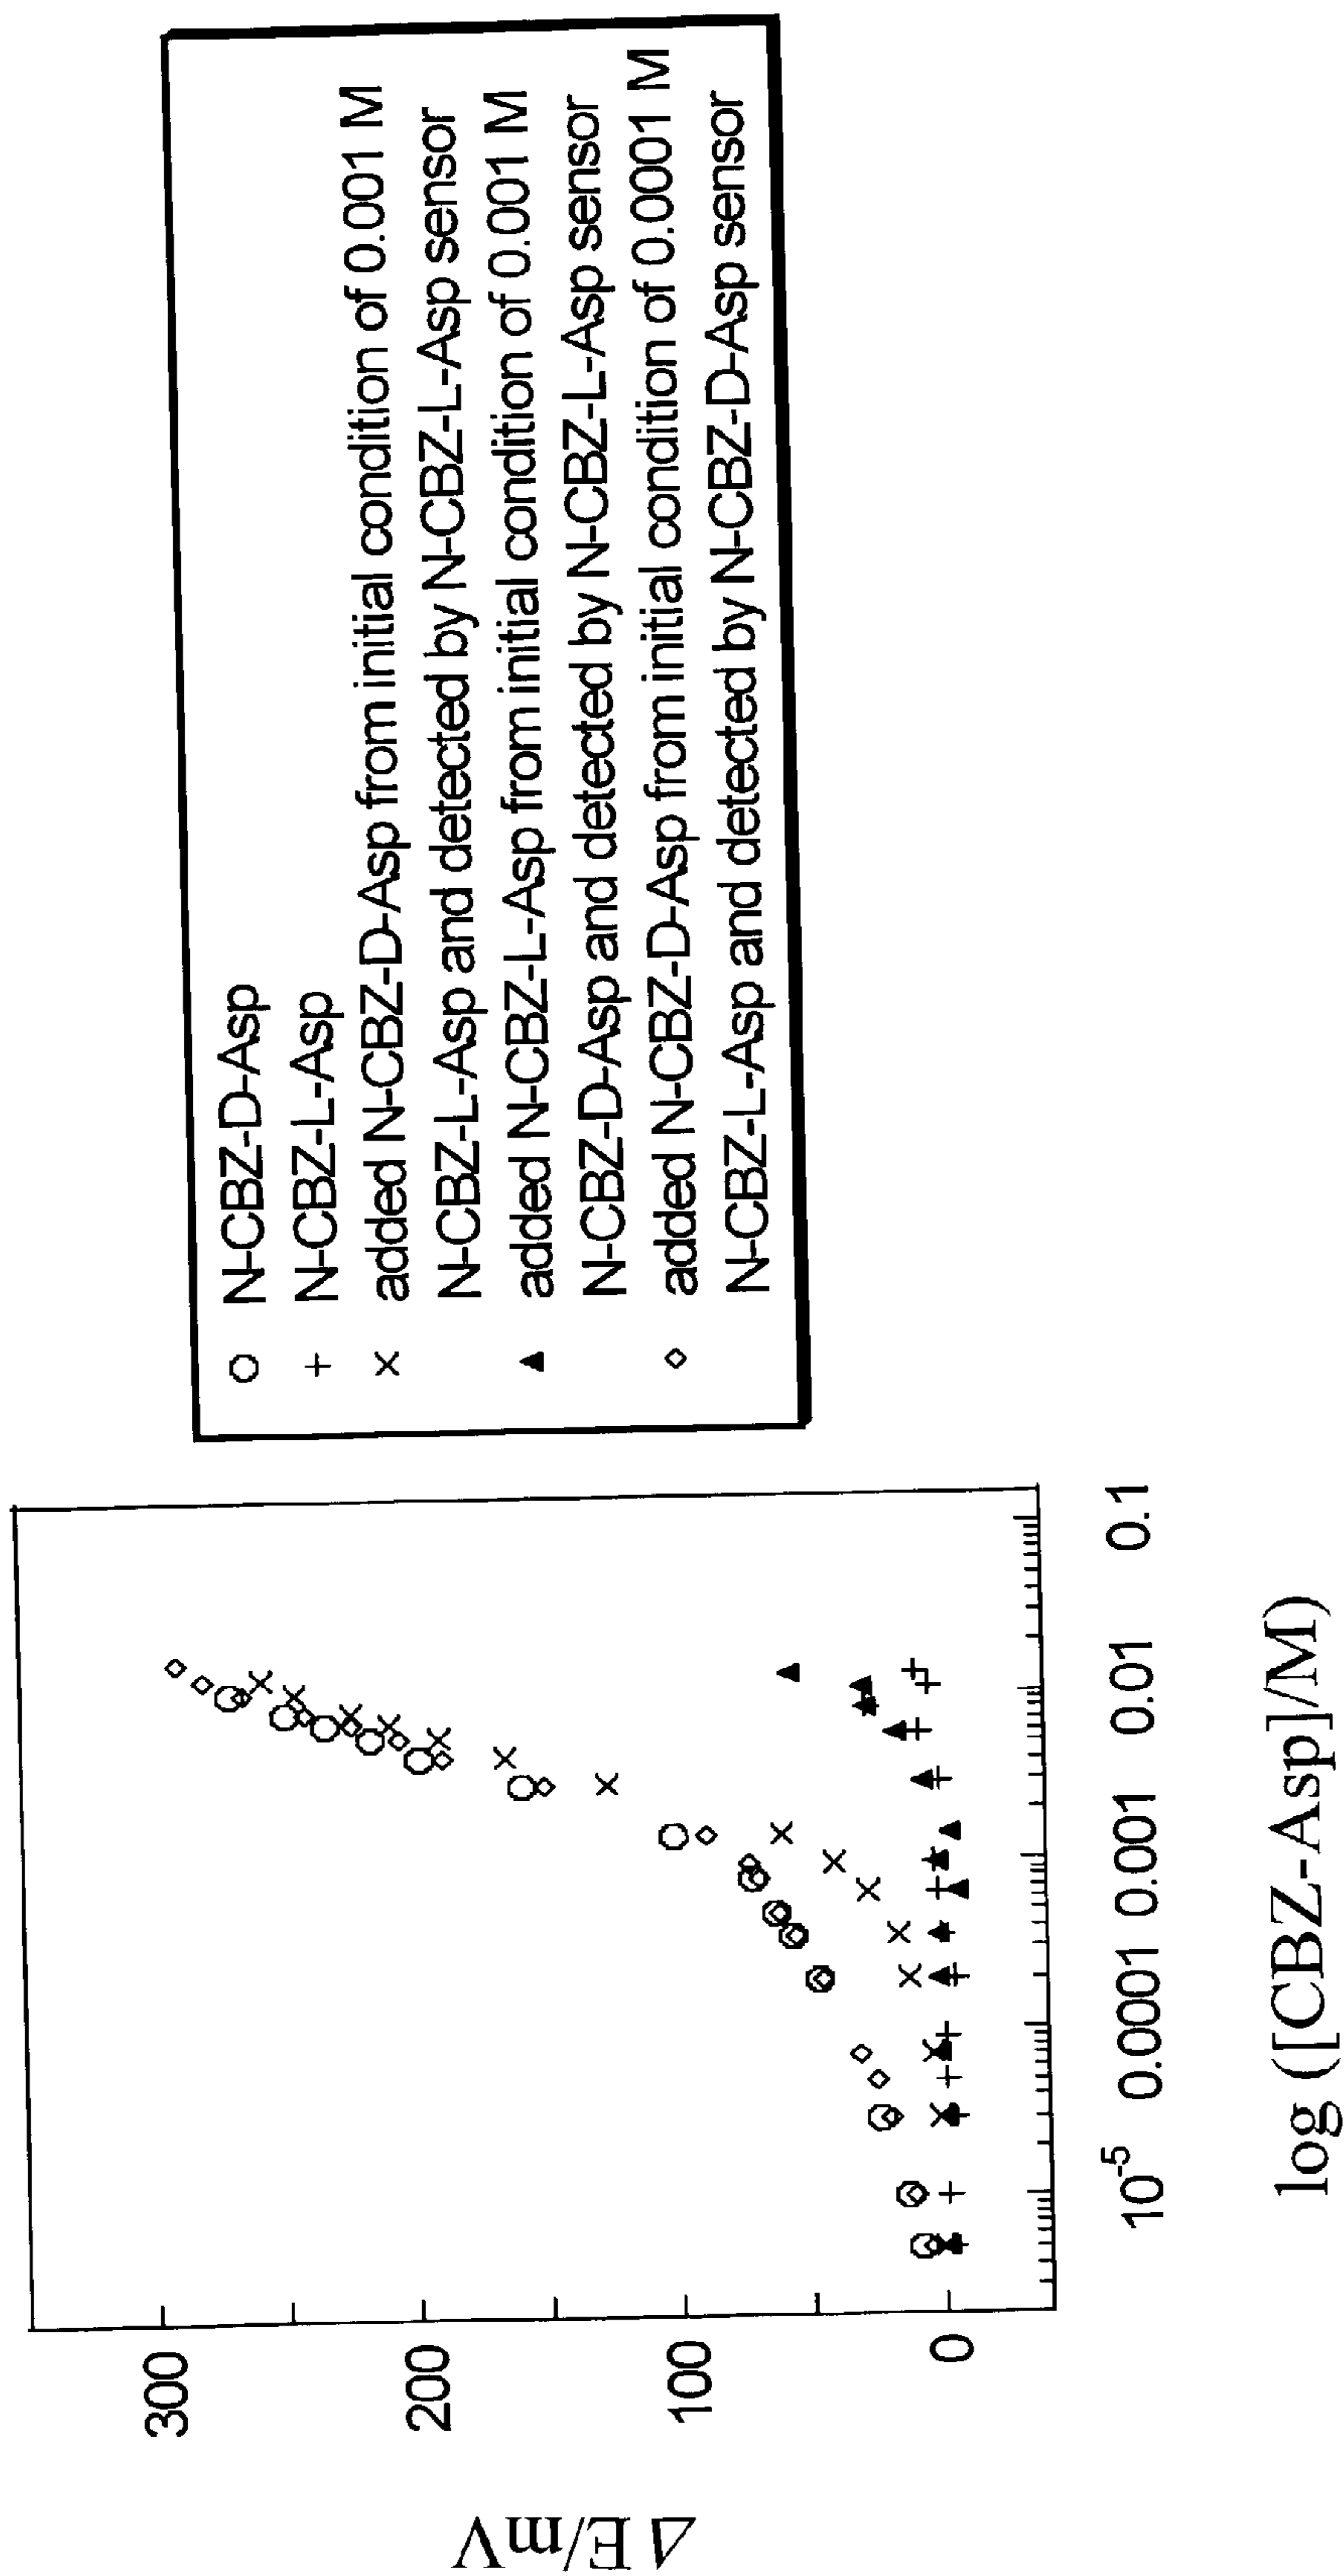 ΔE/mV
300
200
100
0
10-5 0.0001 0.001 0.01 0.1
log ([CBZ-Asp]/M)
N-CBZ-D-Asp
N-CBZ-L-Asp
added N-CBZ-D-Asp from initial condition of 0.001 M
N-CBZ-L-Asp and detected by N-CBZ-L-Asp sensor
added N-CBZ-L-Asp from initial condition of 0.001 M
N-CBZ-D-Asp and detected by N-CBZ-L-Asp sensor
added N-CBZ-D-Asp from initial condition of 0.0001 M
N-CBZ-L-Asp and detected by N-CBZ-D-Asp sensor